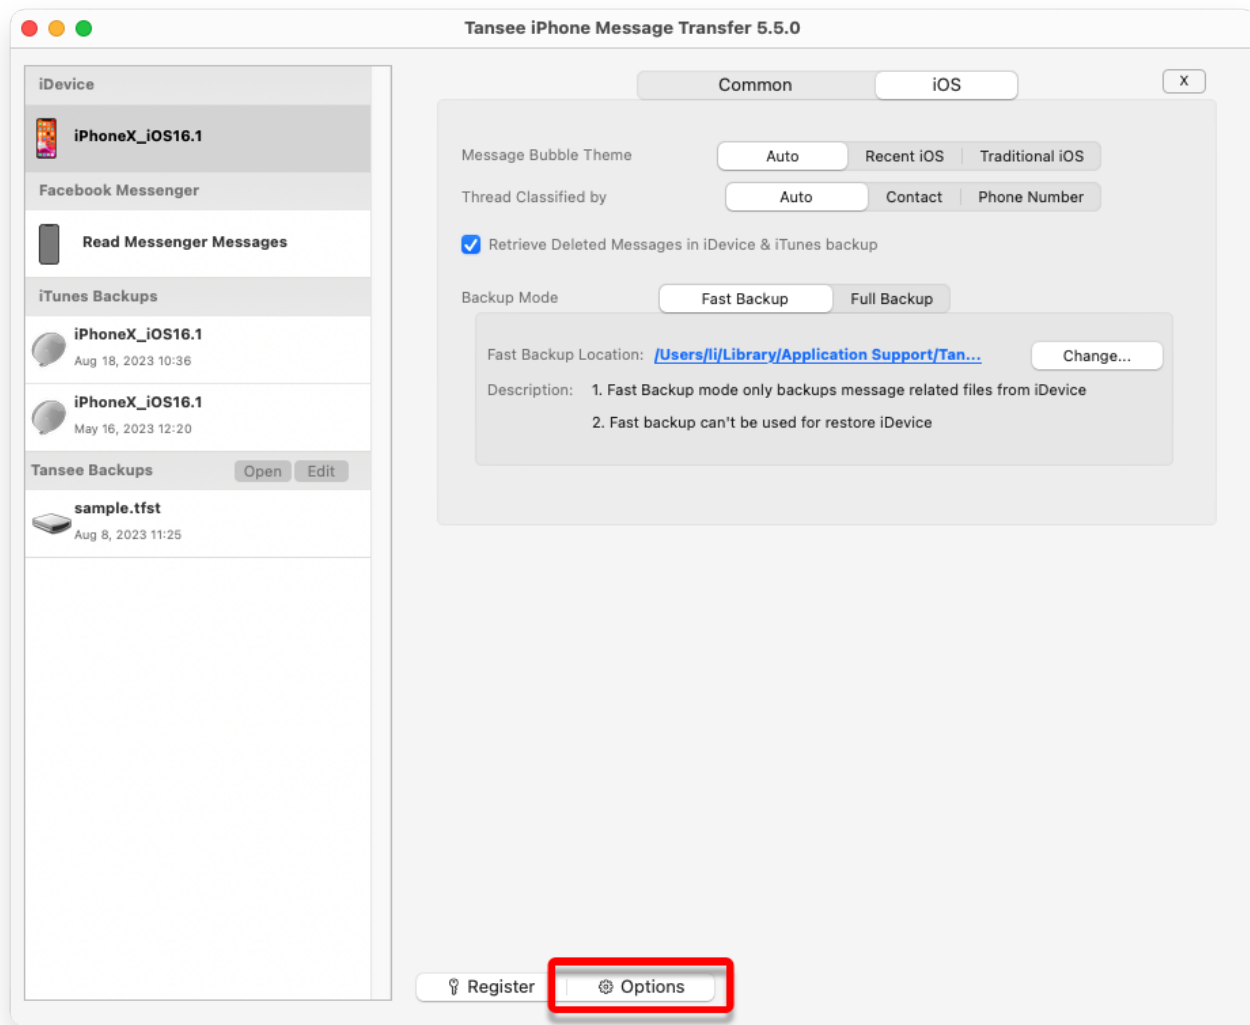 Tansee iPhone Message Transfer 5.5.0
iDevice
iPhoneX_iOS16.1
Facebook Messenger
Read Messenger Messages
iTunes Backups
iPhoneX_iOS16.1
Aug 18, 2023 10:36
iPhoneX_iOS16.1
May 16, 2023 12:20
Tansee Backups Open Edit
sample.tfst
Aug 8, 2023 11:25
Common iOS X
Message Bubble Theme Auto Recent iOS Traditional iOS
Thread Classified by Auto Contact Phone Number
Retrieve Deleted Messages in iDevice & iTunes backup
Backup Mode Fast Backup Full Backup
Fast Backup Location: /Users/li/Library/Application Support/Tan... Change...
Description: 1. Fast Backup mode only backups message related files from iDevice
2. Fast backup can't be used for restore iDevice
Register Options